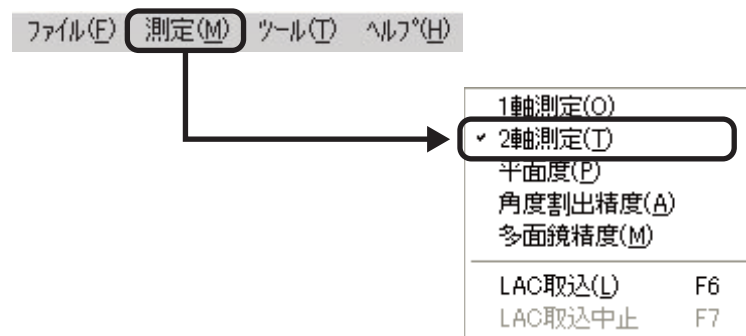 ﾌｧｲﾙ(F) 測定(M) ﾂｰﾙ(T) ﾍﾙﾌﾟ(H)
1軸測定(O)
✓ 2軸測定(T)
平面度(P)
角度割出精度(A)
多面鏡精度(M)
LAC取込(L) F6
LAC取込中止 F7